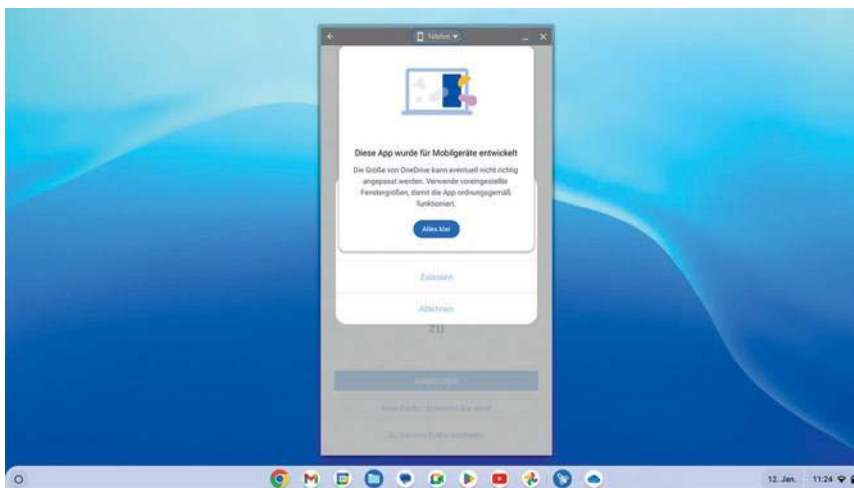 Telefon
Diese App wurde für Mobilgeräte entwickelt
Die Größe von OneDrive kann eventuell nicht richtig
angepasst werden. Verwende voreingestellte
Fenstergrößen, damit die App ordnungsgemäß
funktioniert.
Alles klar
Zulassen
Ablehnen
zu
12. Jan. 11:24